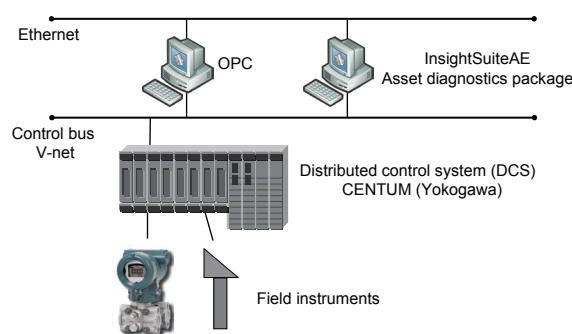 Ethernet
OPC
InsightSuiteAE
Asset diagnostics package
Control bus
V-net
Distributed control system (DCS)
CENTUM (Yokogawa)
Field instruments